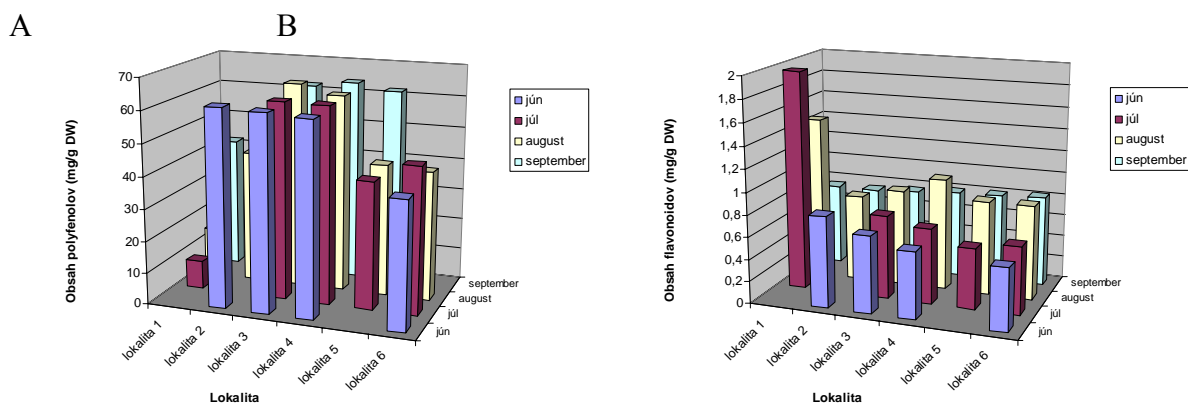 A
B
Obsah polyfenolov (mg/g DW)
70
60
50
40
30
20
10
0
lokalita 1
lokalita 2
lokalita 3
lokalita 4
lokalita 5
lokalita 6
Lokalita
september
august
júl
jún
jún
júl
august
september
Obsah flavonoidov (mg/g DW)
2
1,8
1,6
1,4
1,2
1
0,8
0,6
0,4
0,2
0
lokalita 1
lokalita 2
lokalita 3
lokalita 4
lokalita 5
lokalita 6
Lokalita
september
august
júl
jún
jún
júl
august
september